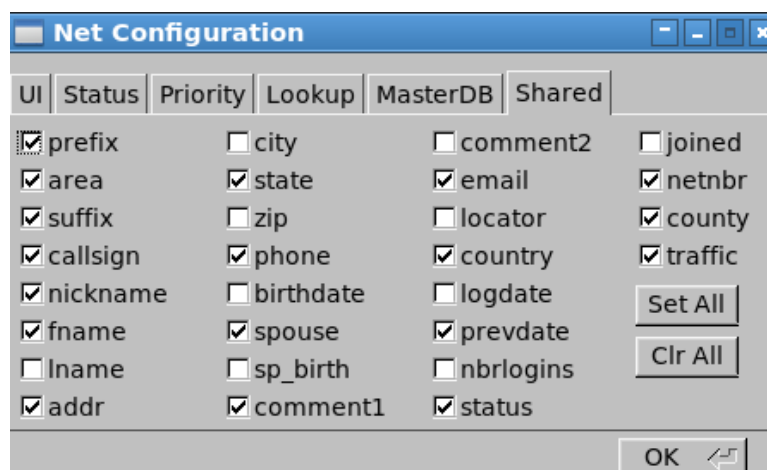 Net Configuration
UI Status Priority Lookup MasterDB Shared
prefix city comment2 joined
area state email netnbr
suffix zip locator county
callsign phone country traffic
nickname birthdate logdate Set All
fname spouse prevdate
lname sp_birth nbrlogins Clr All
addr comment1 status
OK